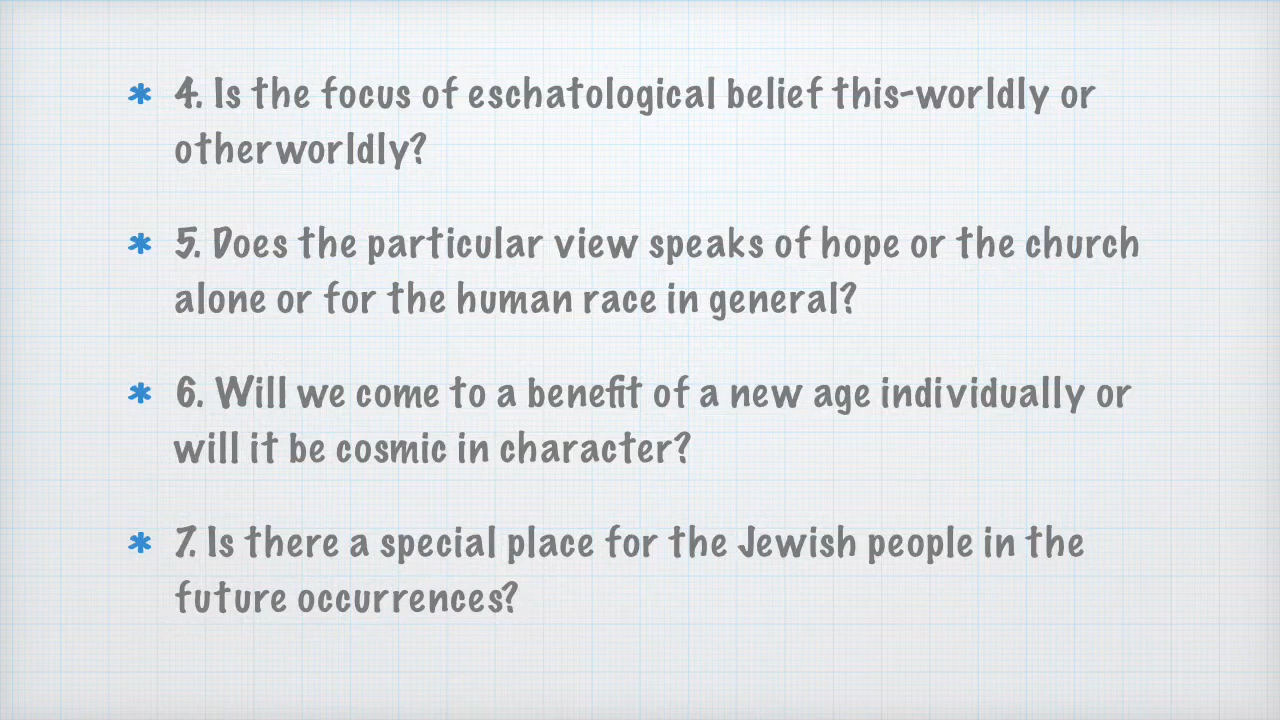 * 4. Is the focus of eschatological belief this-worldly or
otherworldly?
* 5. Does the particular view speaks of hope or the church
alone or for the human race in general?
* 6. Will we come to a benefit of a new age individually or
will it be cosmic in character?
* 7. Is there a special place for the Jewish people in the
future occurrences?